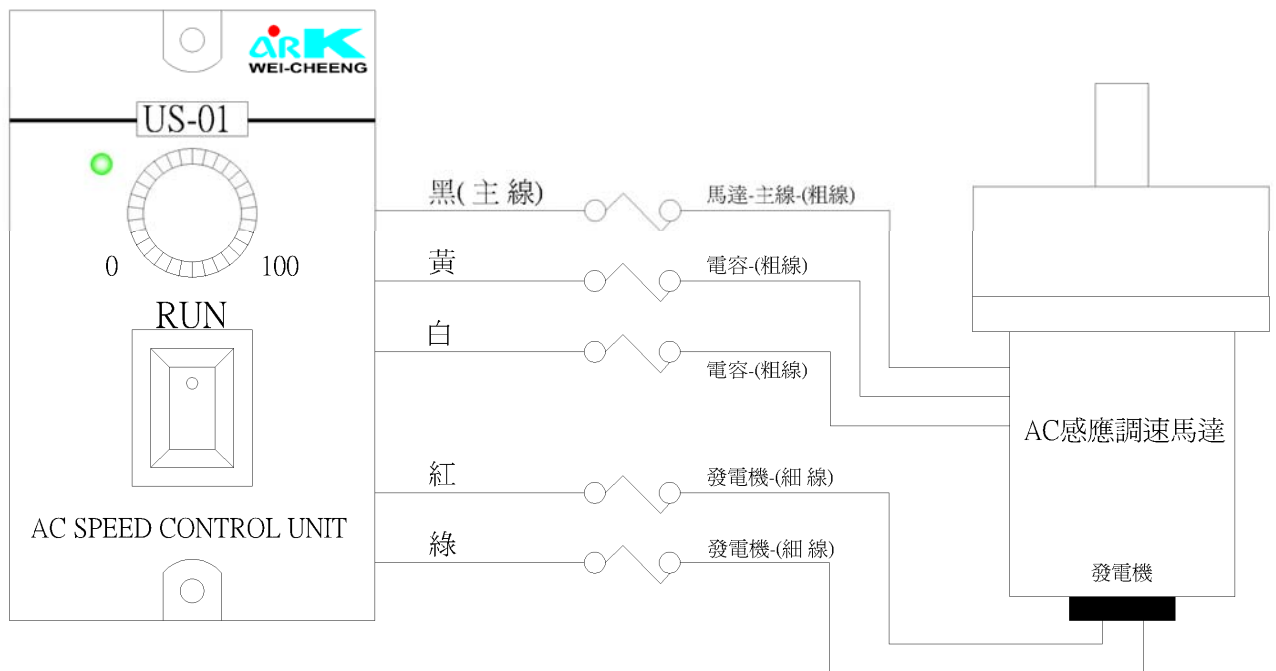 ARK
WEI-CHEENG
US-01
0 100
RUN
AC SPEED CONTROL UNIT
黑( 主 線)
馬達-主線-(粗線)
黃
電容-(粗線)
白
電容-(粗線)
紅
發電機-(細 線)
綠
發電機-(細 線)
AC感應調速馬達
發電機